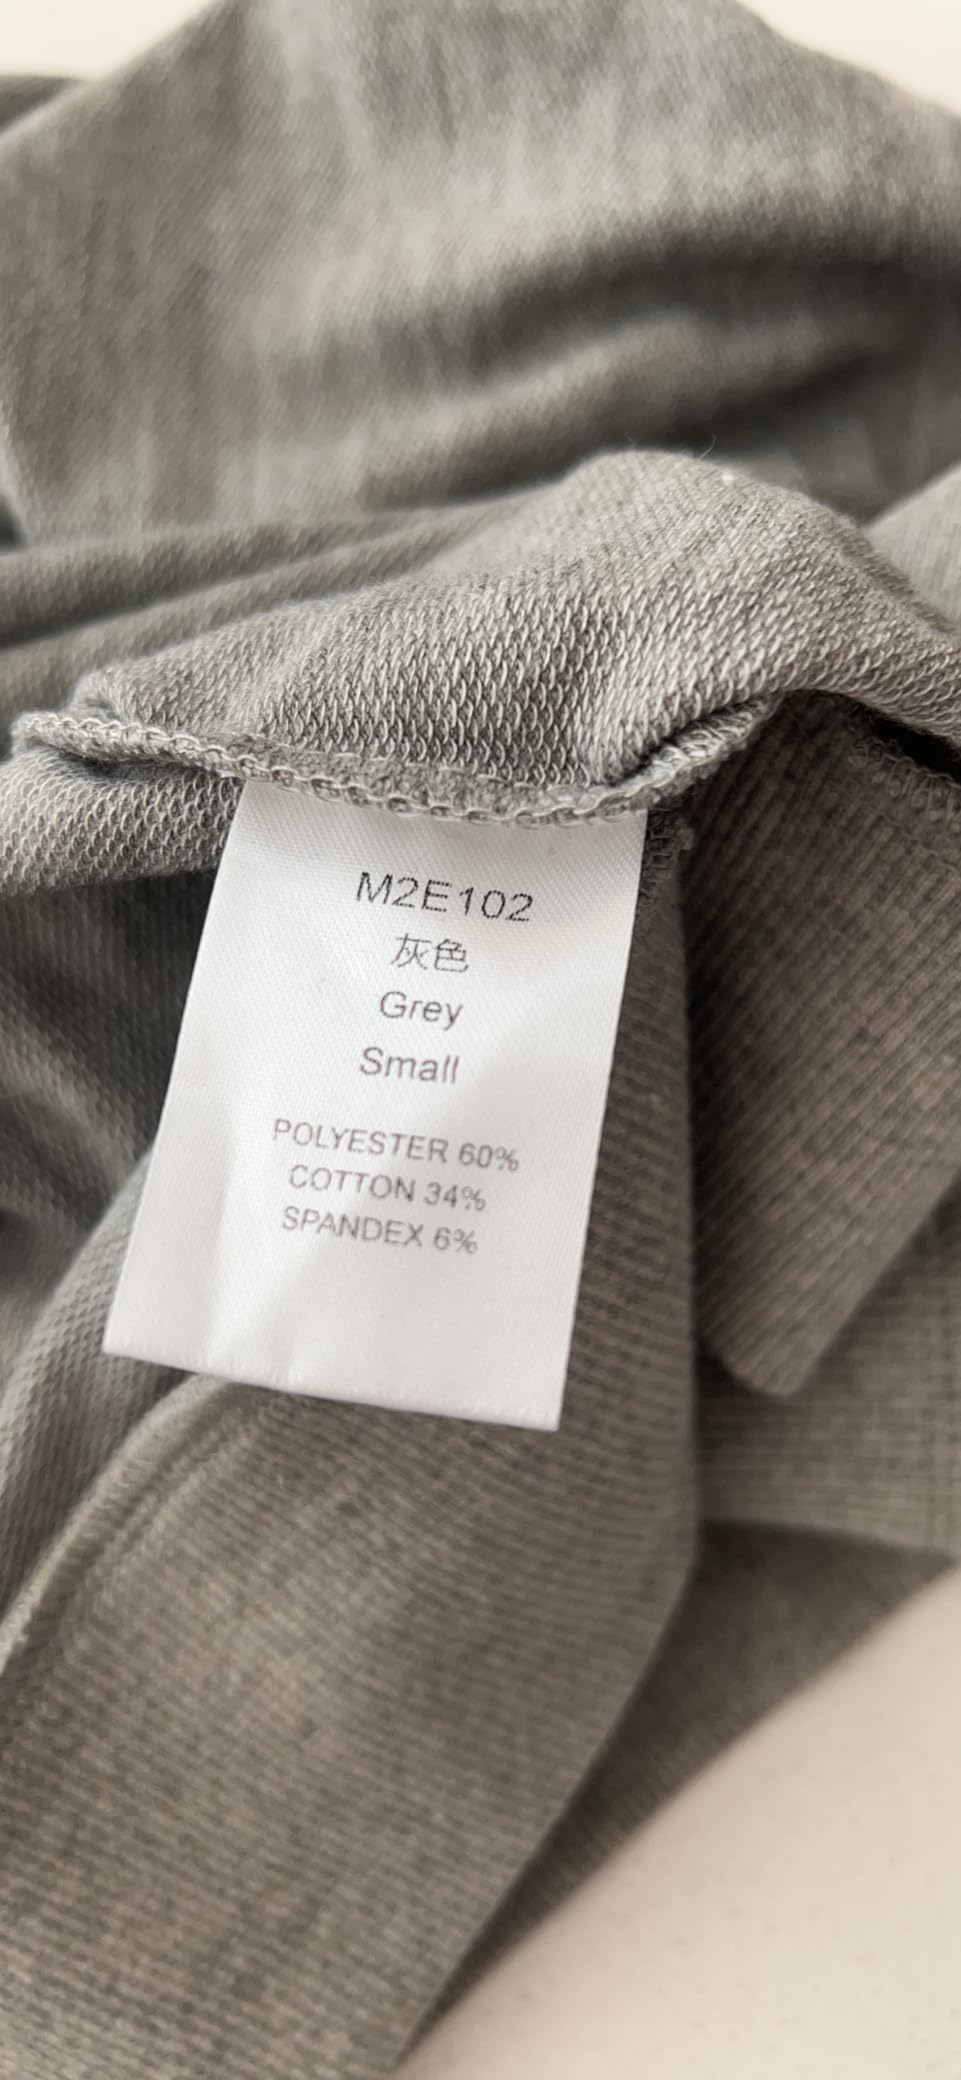 M2E102
灰色
Grey
Small
POLYESTER 60%
COTTON 34%
SPANDEX 6%